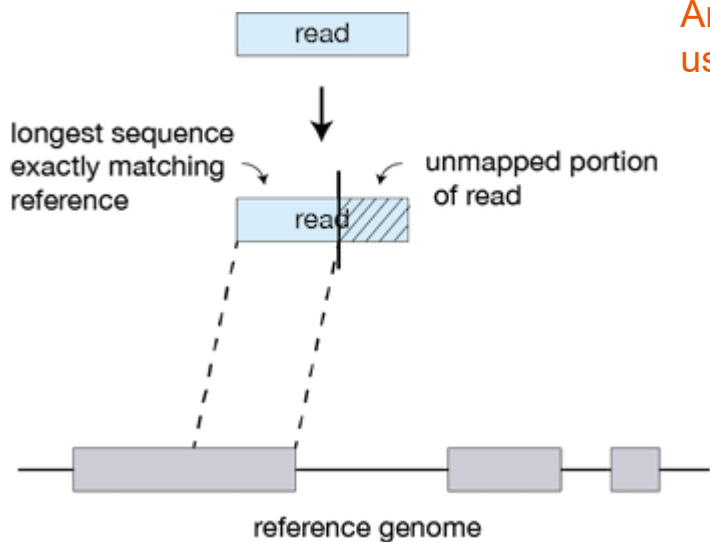 read
longest sequence
exactly matching
reference
unmapped portion
of read
read
reference genome